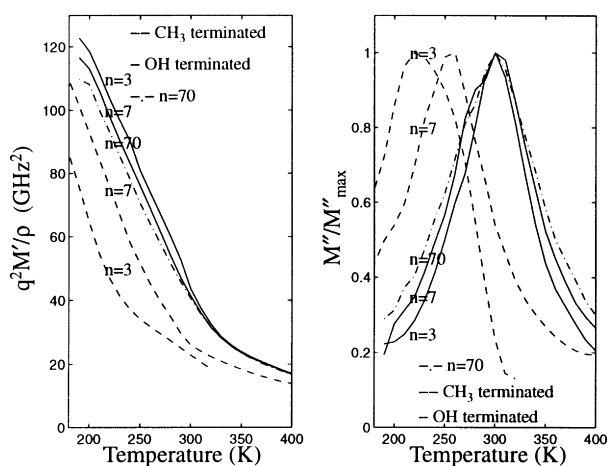 120
100
80
60
40
20
0
q²M′/ρ (GHz²)
CH₃ terminated
OH terminated
n=70
n=3
n=7
n=70
n=7
n=3
200 250 300 350 400
Temperature (K)
1
0.8
0.6
0.4
0.2
0
M″/M″max
n=3
n=7
n=70
n=7
n=3
n=70
CH₃ terminated
OH terminated
200 250 300 350 400
Temperature (K)